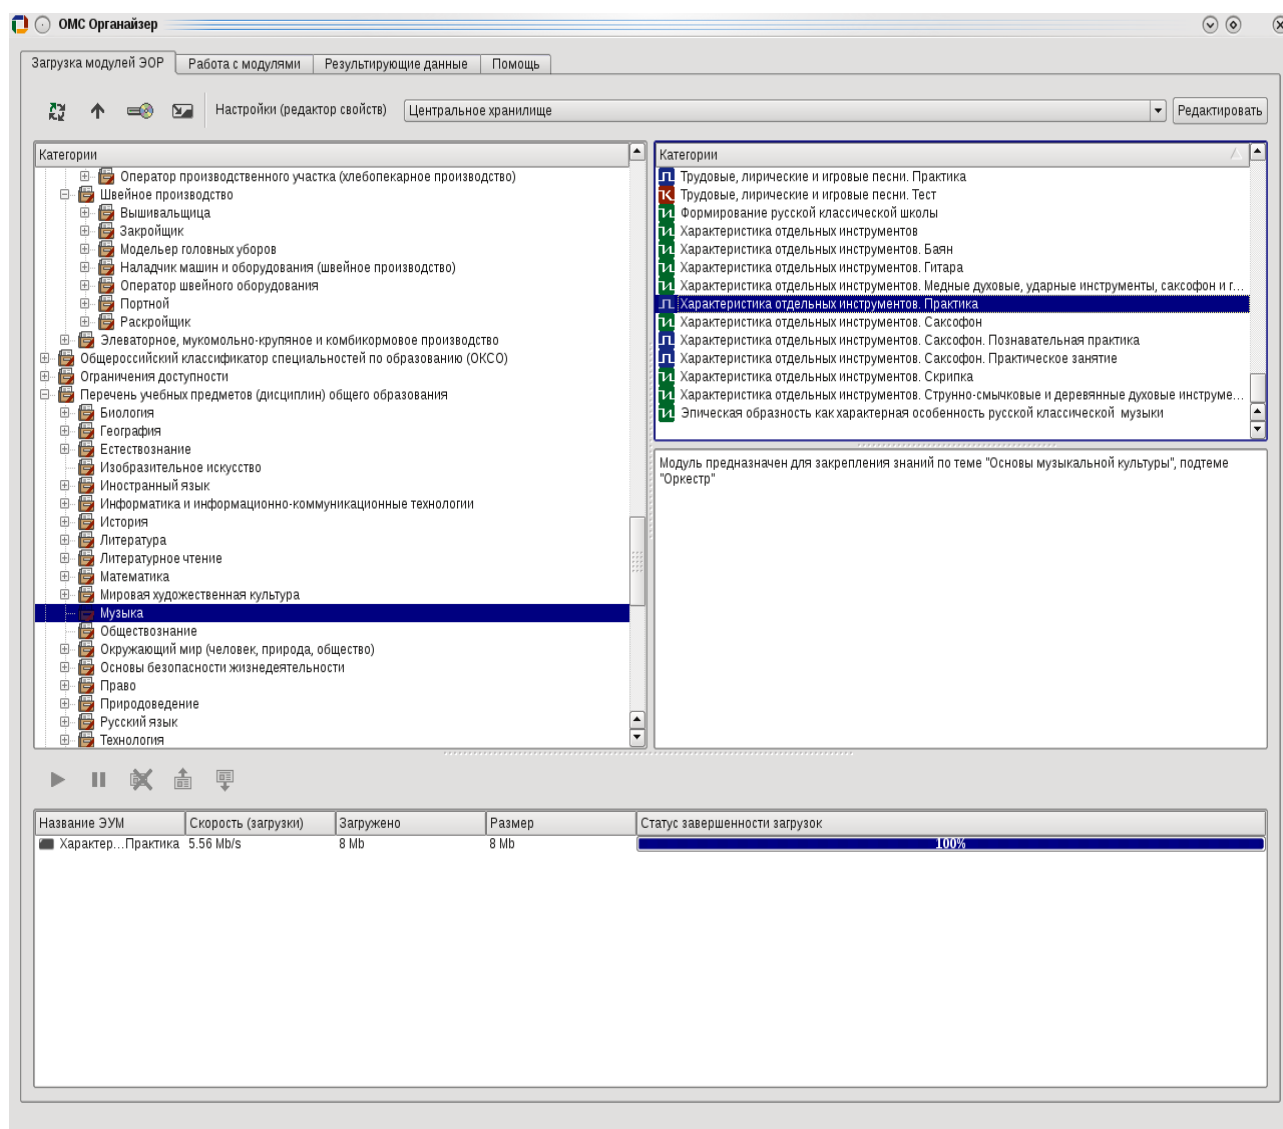 ОМС Органайзер
Загрузка модулей ЭОР
Работа с модулями
Результирующие данные
Помощь
Настройки (редактор свойств)
Центральное хранилище
Редактировать
Категории
Оператор производственного участка (хлебопекарное производство)
Швейное производство
Вышивальщица
Закройщик
Модельер головных уборов
Наладчик машин и оборудования (швейное производство)
Оператор швейного оборудования
Портной
Раскройщик
Элеваторное, мукомольно-крупяное и комбикормовое производство
Общероссийский классификатор специальностей по образованию (ОКСО)
Ограничения доступности
Перечень учебных предметов (дисциплин) общего образования
Биология
География
Естествознание
Изобразительное искусство
Иностранный язык
Информатика и информационно-коммуникационные технологии
История
Литература
Литературное чтение
Математика
Мировая художественная культура
Музыка
Обществознание
Окружающий мир (человек, природа, общество)
Основы безопасности жизнедеятельности
Право
Природоведение
Русский язык
Технология
Категории
П Трудовые, лирические и игровые песни. Практика
К Трудовые, лирические и игровые песни. Тест
И Формирование русской классической школы
И Характеристика отдельных инструментов
И Характеристика отдельных инструментов. Баян
И Характеристика отдельных инструментов. Гитара
И Характеристика отдельных инструментов. Медные духовые, ударные инструменты, саксофон и г...
П Характеристика отдельных инструментов. Практика
И Характеристика отдельных инструментов. Саксофон
П Характеристика отдельных инструментов. Саксофон. Познавательная практика
П Характеристика отдельных инструментов. Саксофон. Практическое занятие
И Характеристика отдельных инструментов. Скрипка
И Характеристика отдельных инструментов. Струнно-смычковые и деревянные духовые инструме...
И Эпическая образность как характерная особенность русской классической музыки
Модуль предназначен для закрепления знаний по теме "Основы музыкальной культуры", подтеме
"Оркестр"
Название ЭУМ Скорость (загрузки) Загружено Размер Статус завершенности загрузок
Характер...Практика 5.56 Mb/s 8 Mb 8 Mb 100%